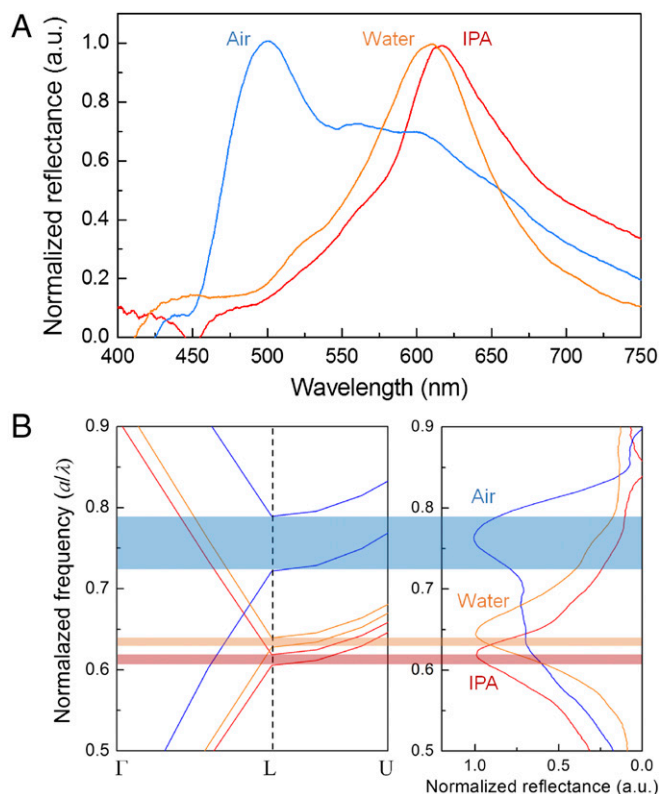 A
Normalized reflectance (a.u.)
1.0
0.8
0.6
0.4
0.2
0.0
Air
Water
IPA
400 450 500 550 600 650 700 750
Wavelength (nm)
B
Normalazed frequency (a/λ)
0.9
0.8
0.7
0.6
0.5
Γ L U
Air
Water
IPA
1.0 0.5 0.0
Normalized reflectance (a.u.)